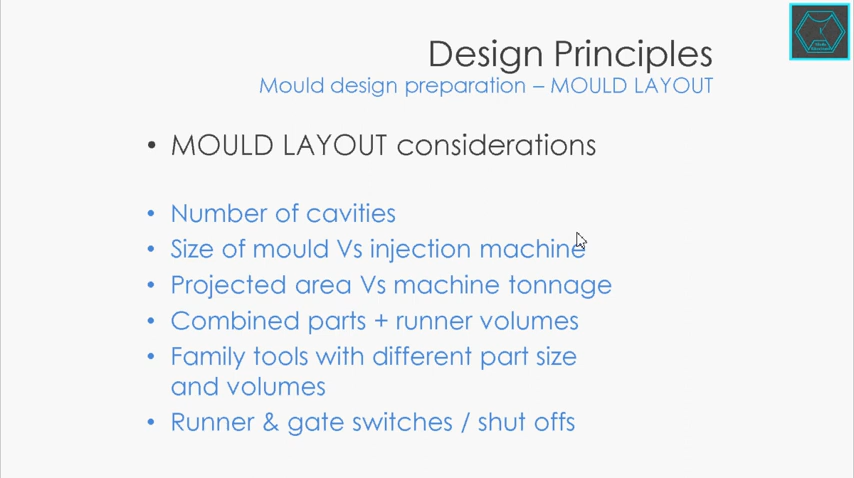 Design Principles
Mould design preparation – MOULD LAYOUT
• MOULD LAYOUT considerations
• Number of cavities
• Size of mould Vs injection machine
• Projected area Vs machine tonnage
• Combined parts + runner volumes
• Family tools with different part size
and volumes
• Runner & gate switches / shut offs